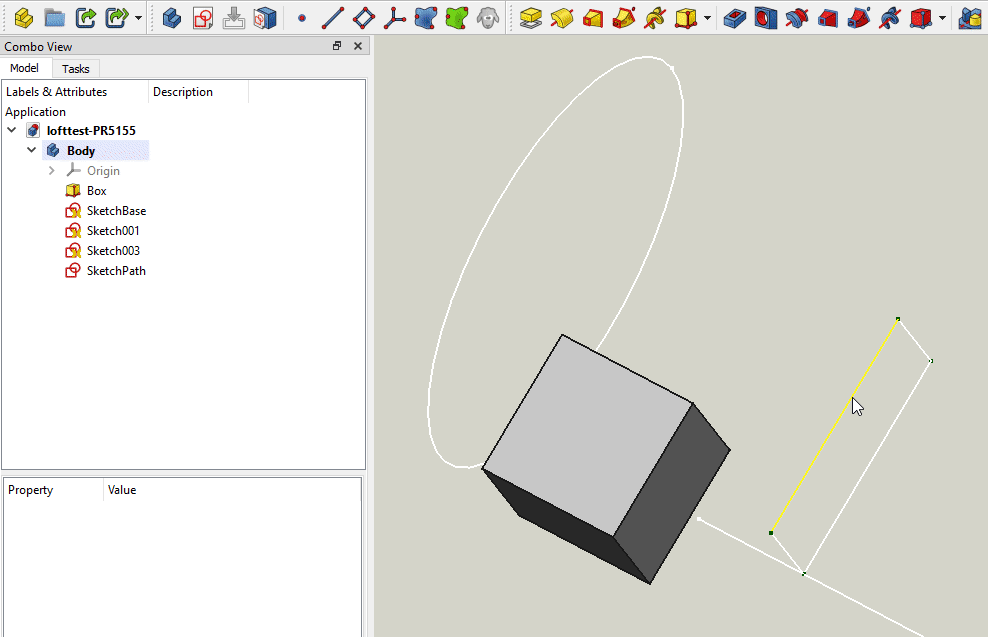 Combo View
Model Tasks
Labels & Attributes Description
Application
lofttest-PR5155
Body
Origin
Box
SketchBase
Sketch001
Sketch003
SketchPath
Property Value